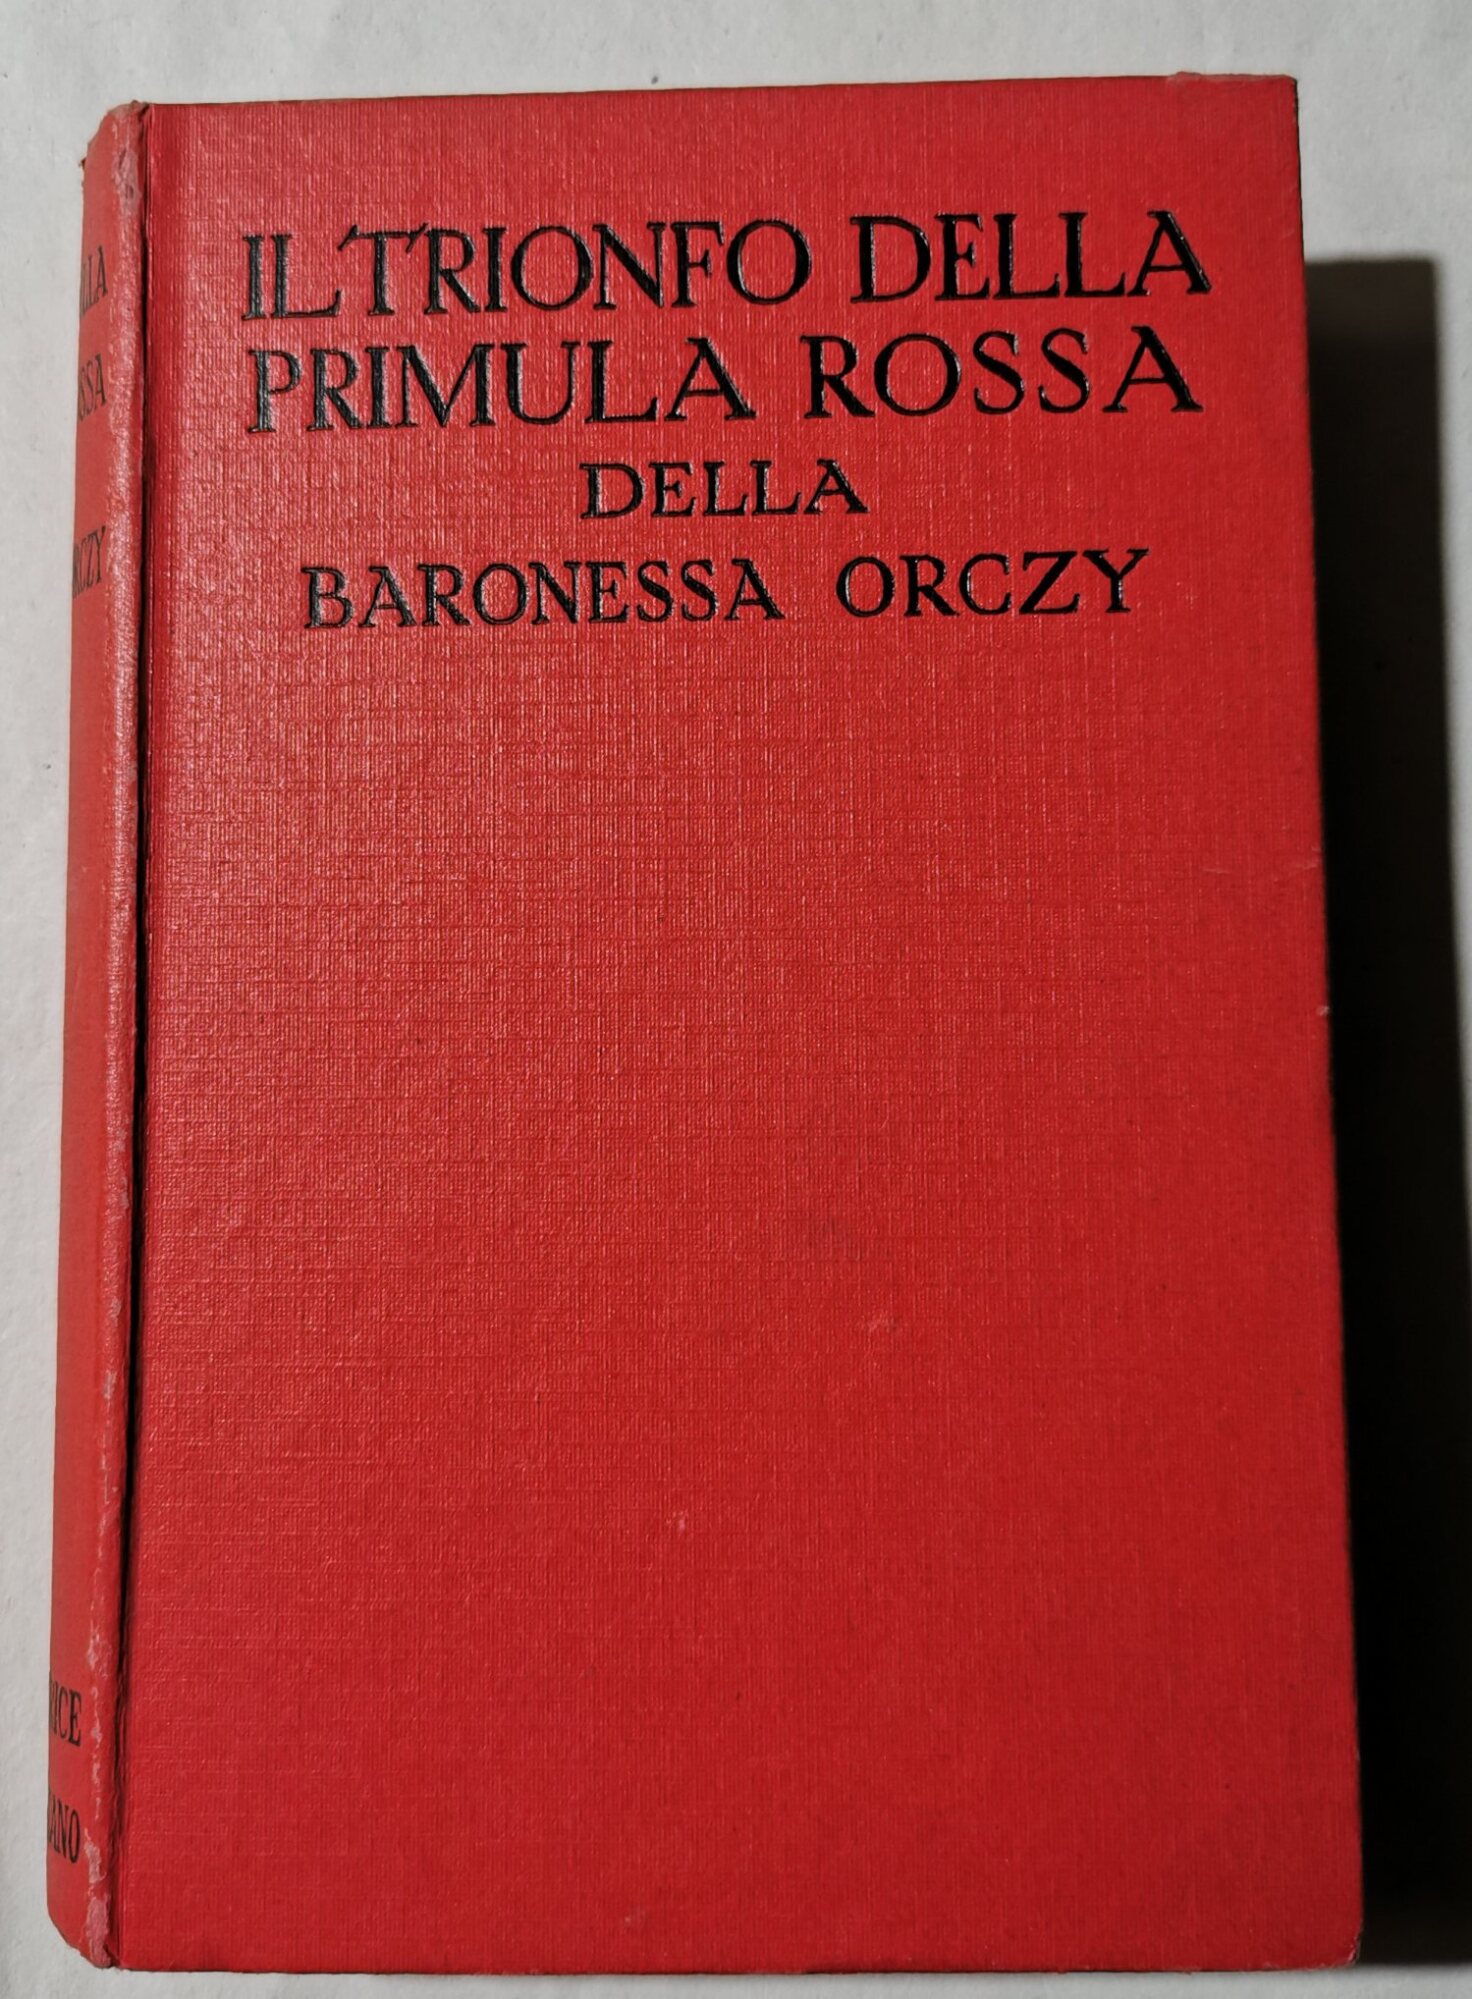 IL TRIONFO DELLA
PRIMULA ROSSA
DELLA
BARONESSA ORCZY